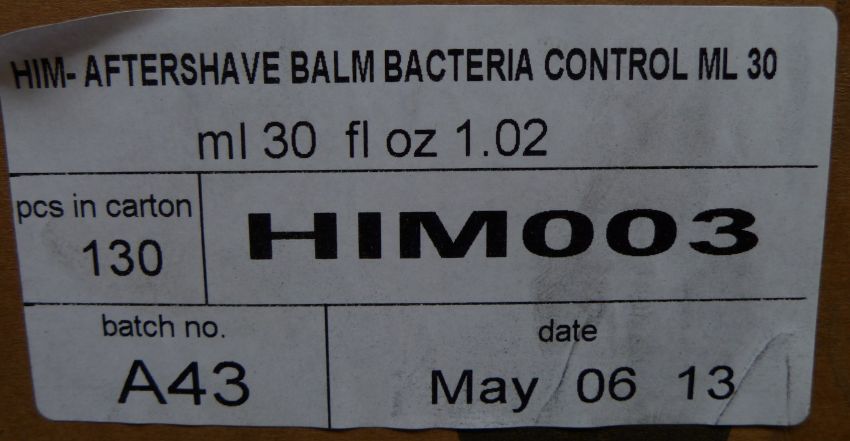 HIM- AFTERSHAVE BALM BACTERIA CONTROL ML 30
ml 30 fl oz 1.02
pcs in carton
130
HIM003
batch no.
A43
date
May 06 13